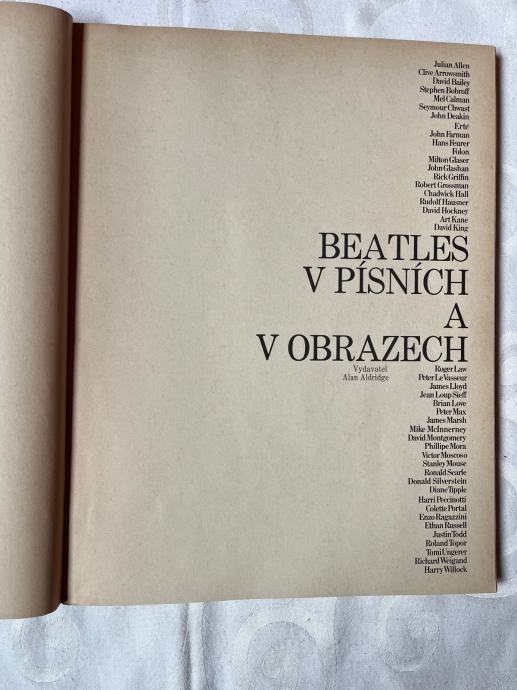 Julian Allen
Clive Arrowsmith
David Bailey
Stephen Bobroff
Mel Calman
Seymour Chwast
John Deakin
Erte
John Farman
Hans Feurer
Folon
Milton Glaser
John Glashan
Rick Griffin
Robert Grossman
Chadwick Hall
Rudolf Hausner
David Hockney
Art Kane
David King
BEATLES
V PÍSNÍCH
A
V OBRAZECH
Vydavatel
Alan Aldridge
Roger Law
Peter Le Vasseur
James Lloyd
Jean Loup Sieff
Brian Love
Peter Max
James Marsh
Mike McInnerney
David Montgomery
Phillipe Mora
Victor Moscoso
Stanley Mouse
Ronald Searle
Donald Silverstein
Diane Tipple
Harri Peccinotti
Colette Portal
Enzo Ragazzini
Ethan Russell
Justin Todd
Roland Topor
Tomi Ungerer
Richard Weigand
Harry Willock